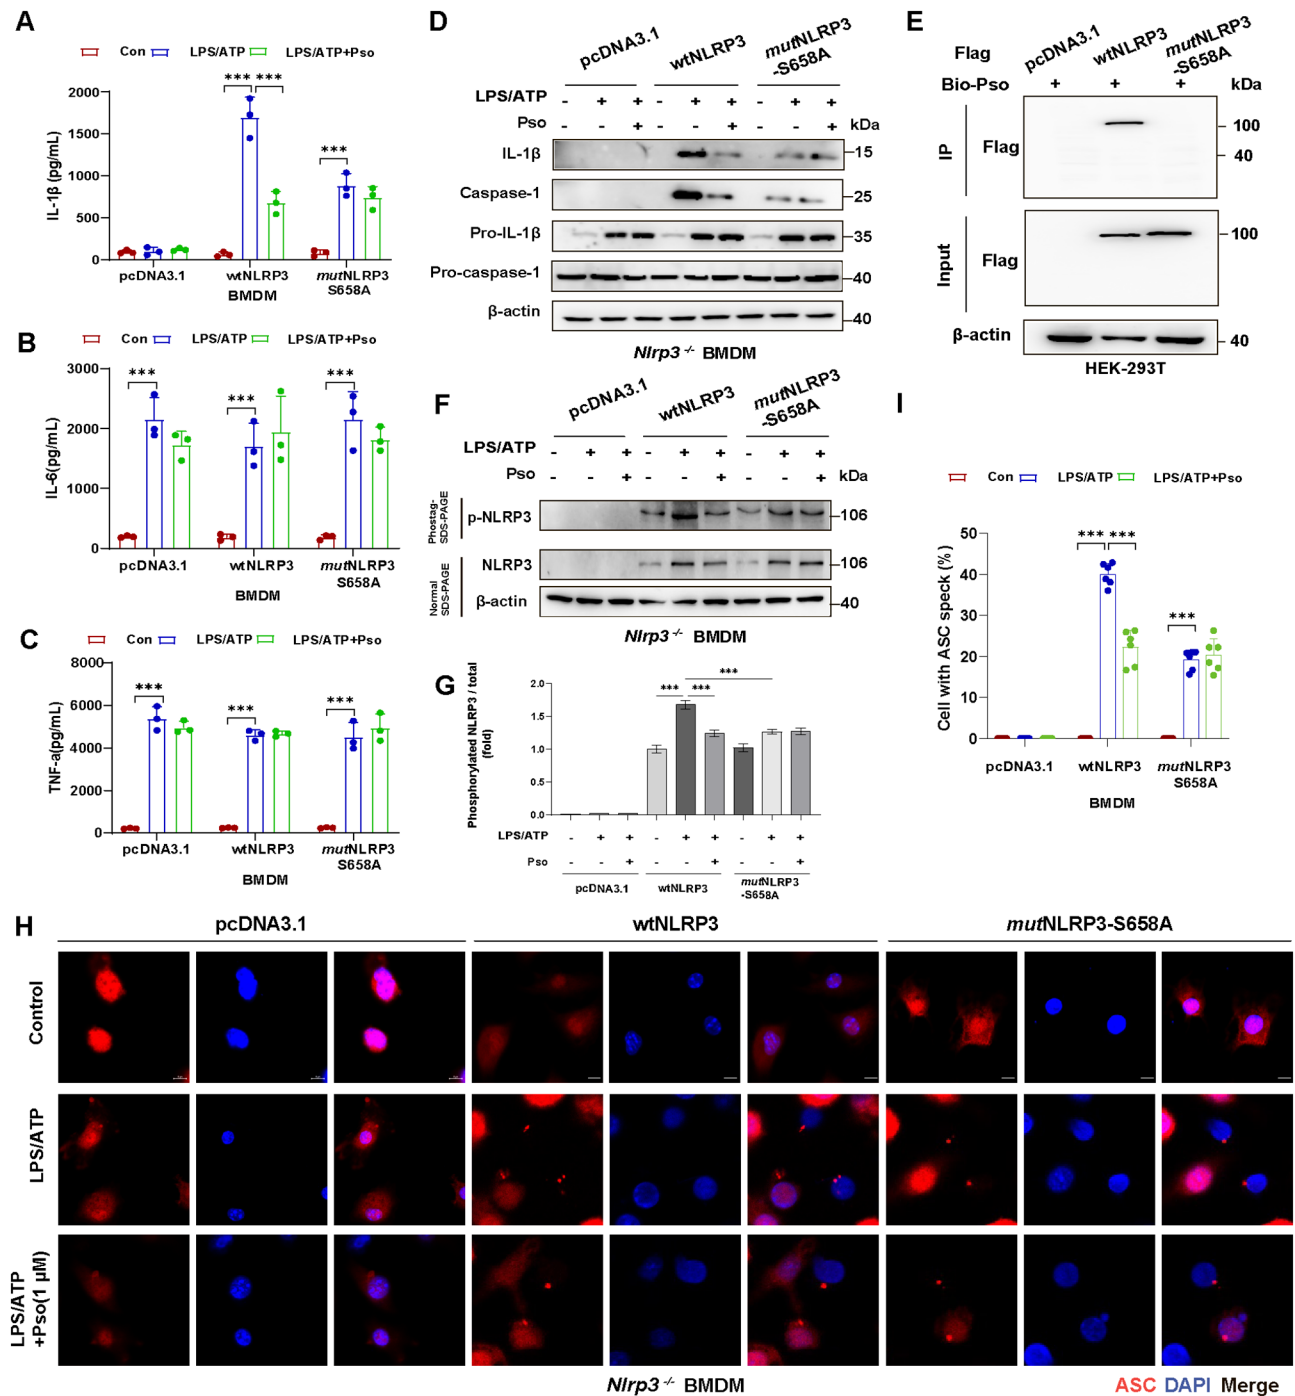 A
Con LPS/ATP LPS/ATP+Pso
IL-1β (pg/mL)
2000
1500
1000
500
0
*** ***
***
pcDNA3.1 wtNLRP3 mutNLRP3
S658A
BMDM
B
Con LPS/ATP LPS/ATP+Pso
IL-6(pg/mL)
3000
2000
1000
0
*** *** ***
pcDNA3.1 wtNLRP3 mutNLRP3
S658A
BMDM
C
Con LPS/ATP LPS/ATP+Pso
TNF-a(pg/mL)
8000
6000
4000
2000
0
*** *** ***
pcDNA3.1 wtNLRP3 mutNLRP3
S658A
BMDM
D
pcDNA3.1 wtNLRP3 mutNLRP3
-S658A
LPS/ATP - + + - + + - + +
Pso - - + - - + - - + kDa
IL-1β 15
Caspase-1 25
Pro-IL-1β 35
Pro-caspase-1 40
β-actin 40
Nlrp3 -/- BMDM
E
Flag pcDNA3.1 wtNLRP3 mutNLRP3
-S658A
Bio-Pso + + + kDa
IP Flag 100
40
Input Flag 100
β-actin 40
HEK-293T
F
pcDNA3.1 wtNLRP3 mutNLRP3
-S658A
LPS/ATP - + + - + + - + +
Pso - - + - - + - - + kDa
Phostag-
SDS-PAGE
p-NLRP3 106
Normal
SDS-PAGE
NLRP3 106
β-actin 40
Nlrp3 -/- BMDM
G
Phosphorylated NLRP3 / total
(fold)
2.0
1.5
1.0
0.5
0.0
***
*** ***
LPS/ATP - + + - + + - + +
Pso - - + - - + - - +
pcDNA3.1 wtNLRP3 mutNLRP3
-S658A
I
Con LPS/ATP LPS/ATP+Pso
Cell with ASC speck (%)
50
40
30
20
10
0
*** ***
***
pcDNA3.1 wtNLRP3 mutNLRP3
S658A
BMDM
H
pcDNA3.1 wtNLRP3 mutNLRP3-S658A
Control
LPS/ATP
LPS/ATP
+Pso(1 μM)
Nlrp3 -/- BMDM
ASC DAPI Merge